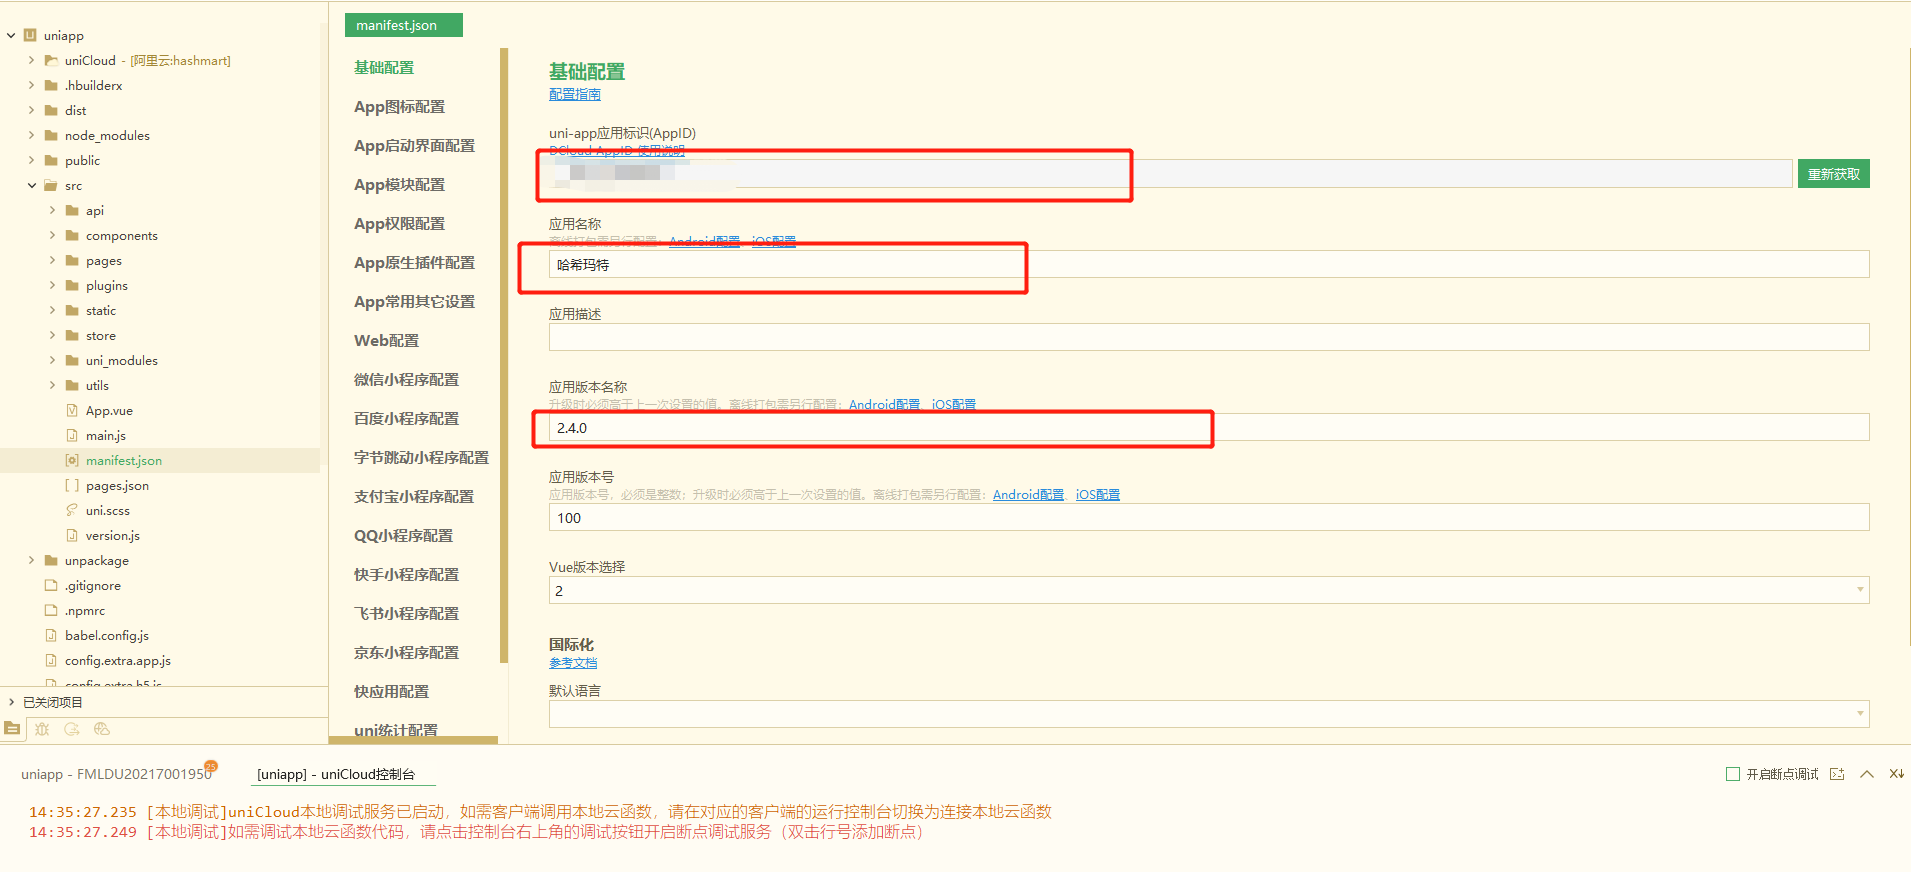 uniapp
uniCloud - [阿里云:hashmart]
.hbuilderx
dist
node_modules
public
src
api
components
pages
plugins
static
store
uni_modules
utils
App.vue
main.js
manifest.json
pages.json
uni.scss
version.js
unpackage
.gitignore
.npmrc
babel.config.js
config.extra.app.js
config.extra.h5.js
已关闭项目
manifest.json
基础配置
App图标配置
App启动界面配置
App模块配置
App权限配置
App原生插件配置
App常用其它设置
Web配置
微信小程序配置
百度小程序配置
字节跳动小程序配置
支付宝小程序配置
QQ小程序配置
快手小程序配置
飞书小程序配置
京东小程序配置
快应用配置
uni统计配置
基础配置
配置指南
uni-app应用标识(AppID)
DCloud AppID 使用说明
重新获取
应用名称
离线打包需另行配置：Android配置、iOS配置
哈希玛特
应用描述
应用版本名称
升级时必须高于上一次设置的值。离线打包需另行配置：Android配置、iOS配置
2.4.0
应用版本号
应用版本号，必须是整数；升级时必须高于上一次设置的值。离线打包需另行配置：Android配置、iOS配置
100
Vue版本选择
2
国际化
参考文档
默认语言
uniapp - FMLDU20217001950
25
[uniapp] - uniCloud控制台
开启断点调试
14:35:27.235 [本地调试]uniCloud本地调试服务已启动，如需客户端调用本地云函数，请在对应的客户端的运行控制台切换为连接本地云函数
14:35:27.249 [本地调试]如需调试本地云函数代码，请点击控制台右上角的调试按钮开启断点调试服务（双击行号添加断点）